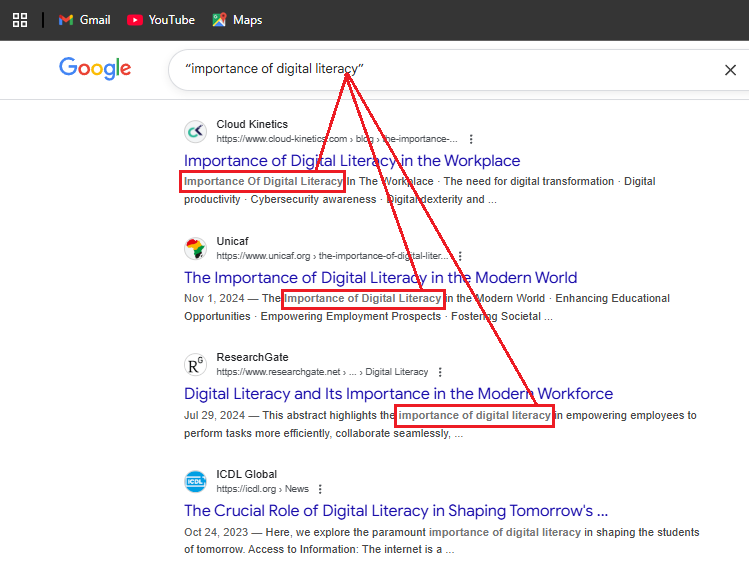 Gmail YouTube Maps
Google
“importance of digital literacy”
Cloud Kinetics
https://www.cloud-kinetics.com › blog › the-importance-...
Importance of Digital Literacy in the Workplace
Importance Of Digital Literacy In The Workplace · The need for digital transformation · Digital
productivity · Cybersecurity awareness · Digital dexterity and ...
Unicaf
https://www.unicaf.org › the-importance-of-digital-liter...
The Importance of Digital Literacy in the Modern World
Nov 1, 2024 — The Importance of Digital Literacy in the Modern World · Enhancing Educational
Opportunities · Empowering Employment Prospects · Fostering Societal ...
RG
ResearchGate
https://www.researchgate.net › ... › Digital Literacy
Digital Literacy and Its Importance in the Modern Workforce
Jul 29, 2024 — This abstract highlights the importance of digital literacy in empowering employees to
perform tasks more efficiently, collaborate seamlessly, ...
ICDL
ICDL Global
https://icdl.org › News
The Crucial Role of Digital Literacy in Shaping Tomorrow's ...
Oct 24, 2023 — Here, we explore the paramount importance of digital literacy in shaping the students
of tomorrow. Access to Information: The internet is a ...